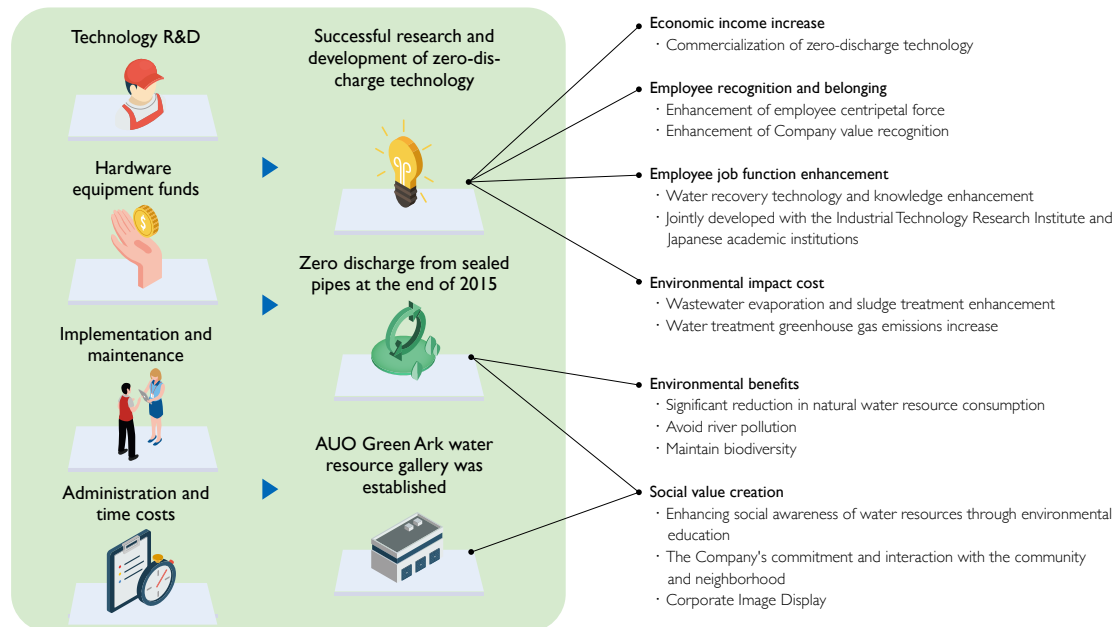 Technology R&D
Hardware
equipment funds
Implementation and
maintenance
Administration and
time costs
Successful research and
development of zero-dis-
charge technology
Zero discharge from sealed
pipes at the end of 2015
AUO Green Ark water
resource gallery was
established
Economic income increase
· Commercialization of zero-discharge technology
Employee recognition and belonging
· Enhancement of employee centripetal force
· Enhancement of Company value recognition
Employee job function enhancement
· Water recovery technology and knowledge enhancement
· Jointly developed with the Industrial Technology Research Institute and
Japanese academic institutions
Environmental impact cost
· Wastewater evaporation and sludge treatment enhancement
· Water treatment greenhouse gas emissions increase
Environmental benefits
· Significant reduction in natural water resource consumption
· Avoid river pollution
· Maintain biodiversity
Social value creation
· Enhancing social awareness of water resources through environmental
education
· The Company's commitment and interaction with the community
and neighborhood
· Corporate Image Display